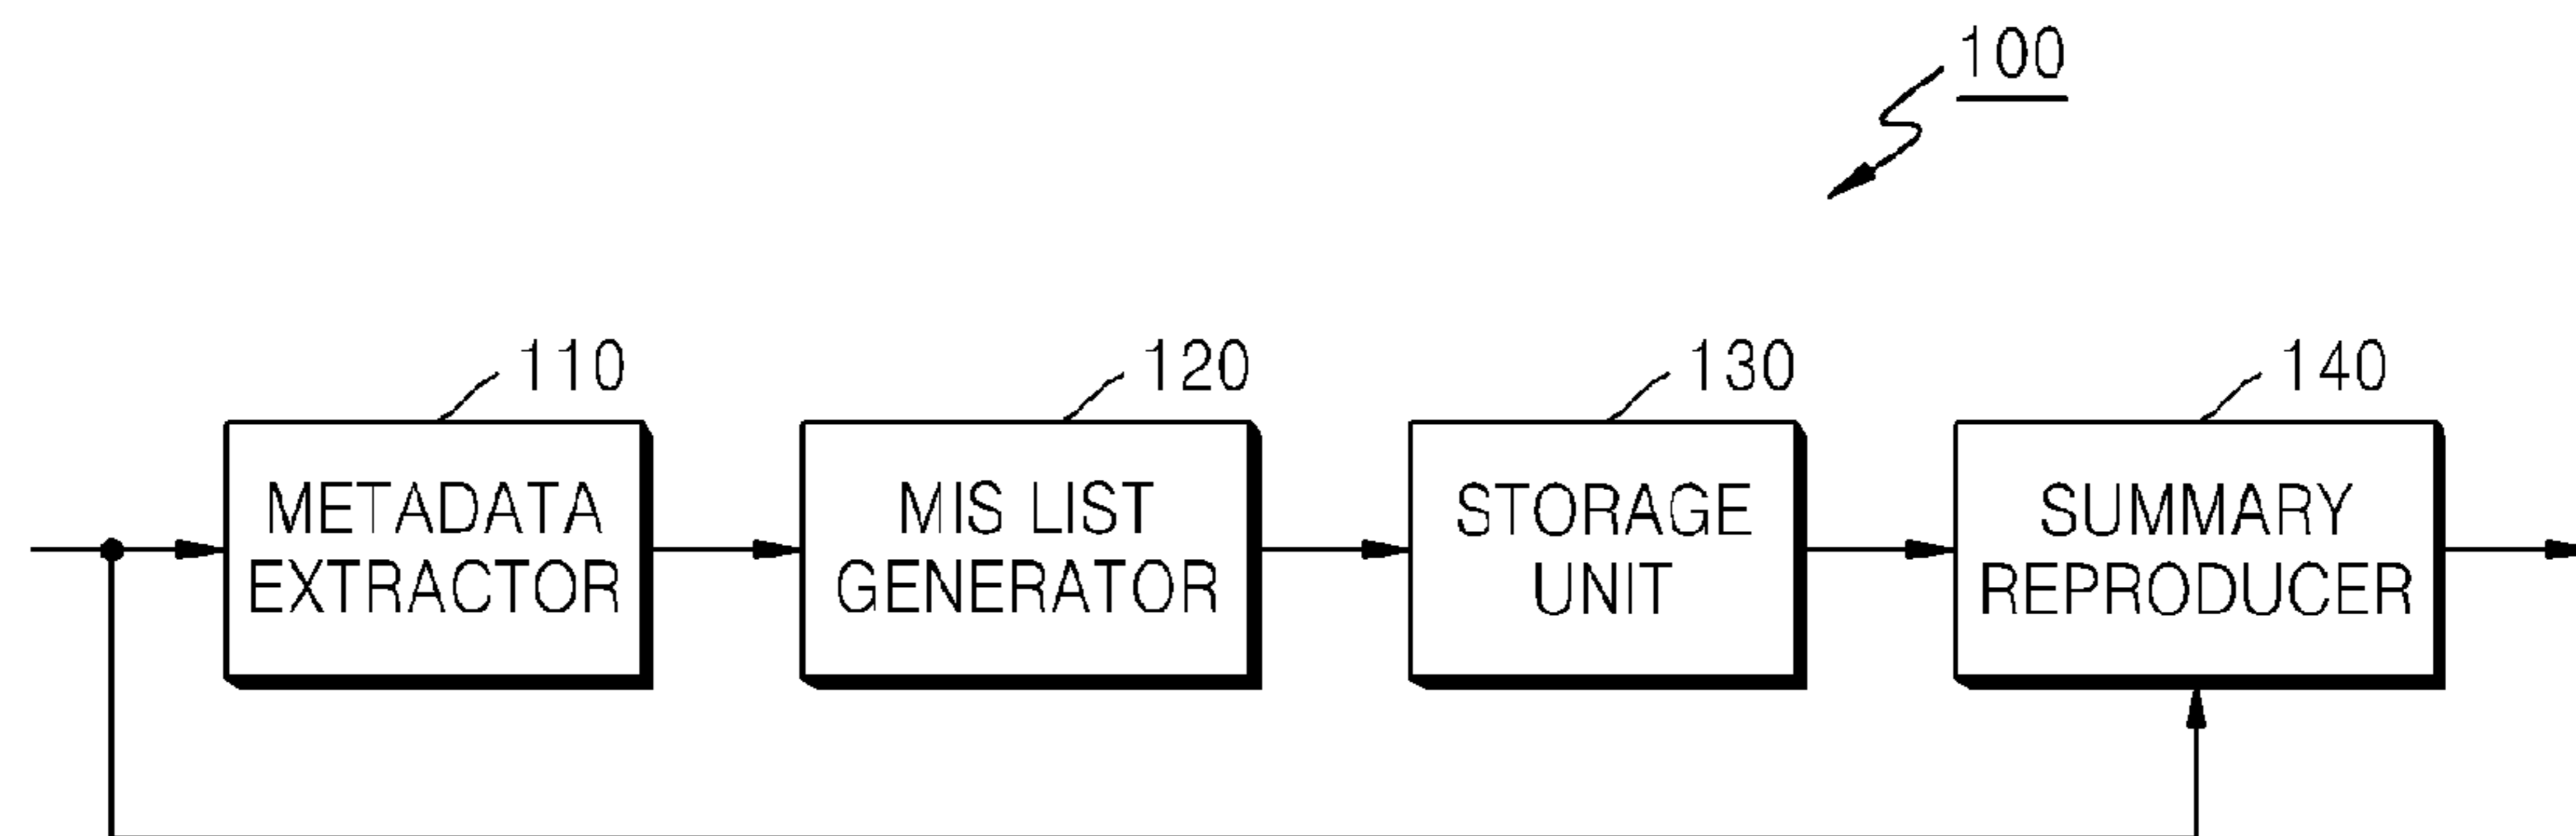 100
110
120
130
140
METADATA
EXTRACTOR
MIS LIST
GENERATOR
STORAGE
UNIT
SUMMARY
REPRODUCER